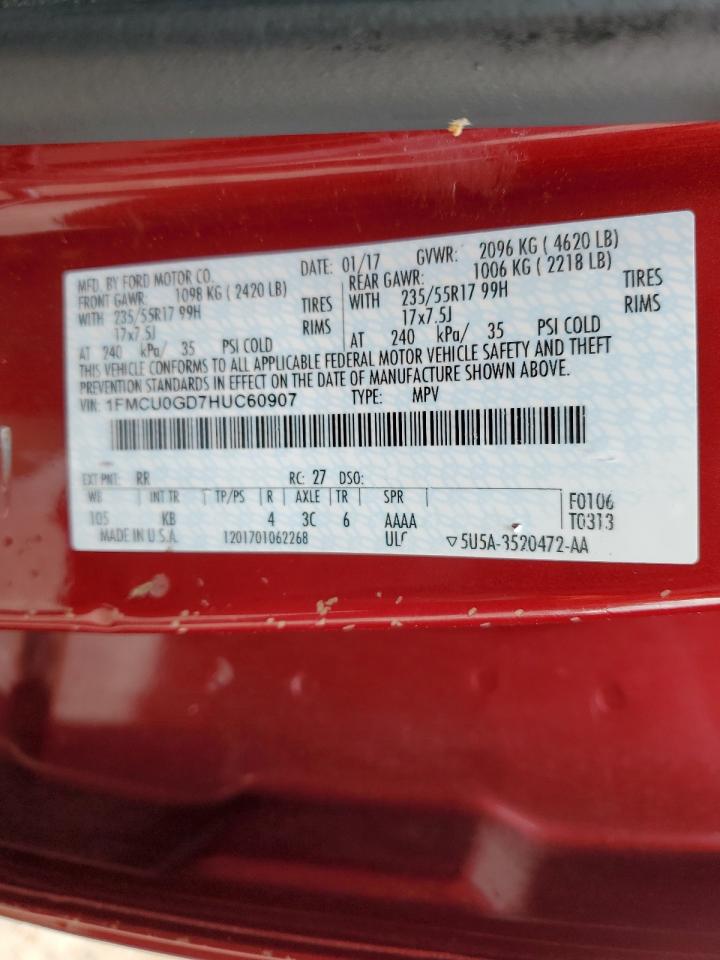 MFD. BY FORD MOTOR CO. DATE: 01/17 GVWR: 2096 KG ( 4620 LB)
FRONT GAWR: 1098 KG ( 2420 LB) REAR GAWR: 1006 KG ( 2218 LB)
WITH 235/55R17 99H TIRES WITH 235/55R17 99H TIRES
17x7.5J RIMS 17x7.5J RIMS
AT 240 kPa/ 35 PSI COLD AT 240 kPa/ 35 PSI COLD
THIS VEHICLE CONFORMS TO ALL APPLICABLE FEDERAL MOTOR VEHICLE SAFETY AND THEFT
PREVENTION STANDARDS IN EFFECT ON THE DATE OF MANUFACTURE SHOWN ABOVE.
VIN: 1FMCU0GD7HUC60907 TYPE: MPV
EXT PNT: RR RC: 27 DSO:
WB INT TR TP/PS R AXLE TR SPR F0106
105 KB 4 3C 6 AAAA T0313
MADE IN U.S.A. 1201701062268 ULC ▽5U5A-3520472-AA